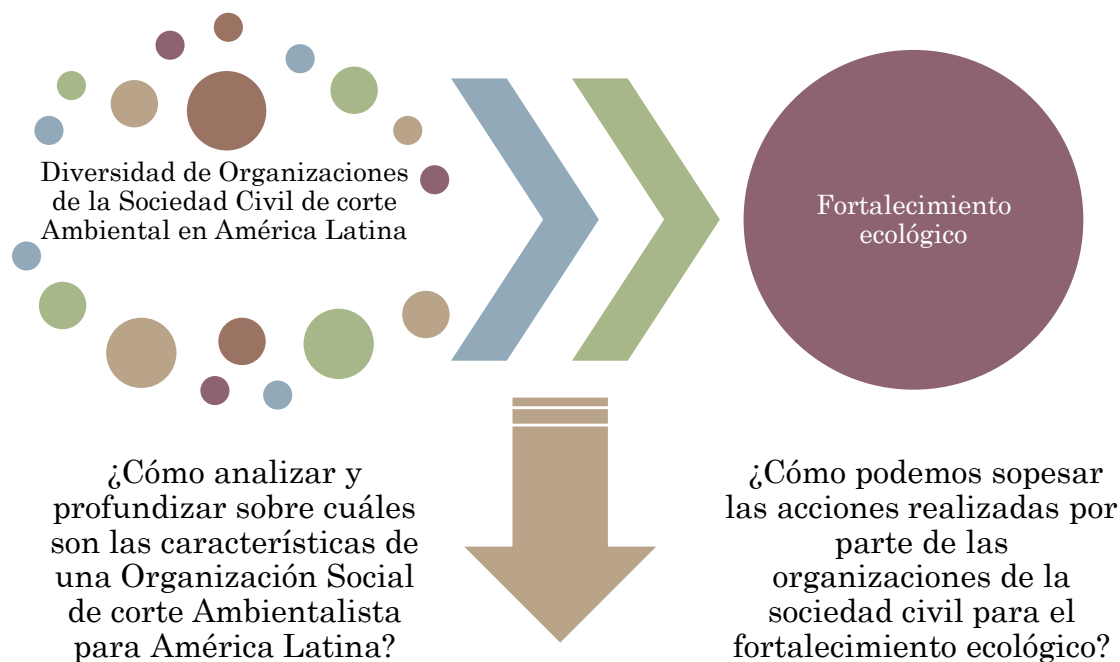 Diversidad de Organizaciones
de la Sociedad Civil de corte
Ambiental en América Latina
Fortalecimiento
ecológico
¿Cómo analizar y
profundizar sobre cuáles
son las características de
una Organización Social
de corte Ambientalista
para América Latina?
¿Cómo podemos sopesar
las acciones realizadas por
parte de las
organizaciones de la
sociedad civil para el
fortalecimiento ecológico?